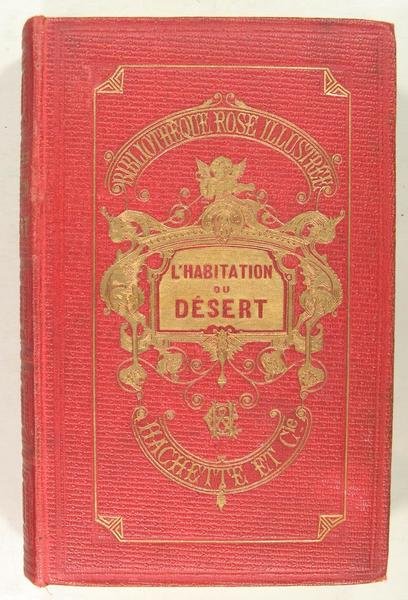 BIBLIOTHÈQUE ROSE ILLUSTRÉE
L'HABITATION
DU
DÉSERT
HACHETTE ET Cie